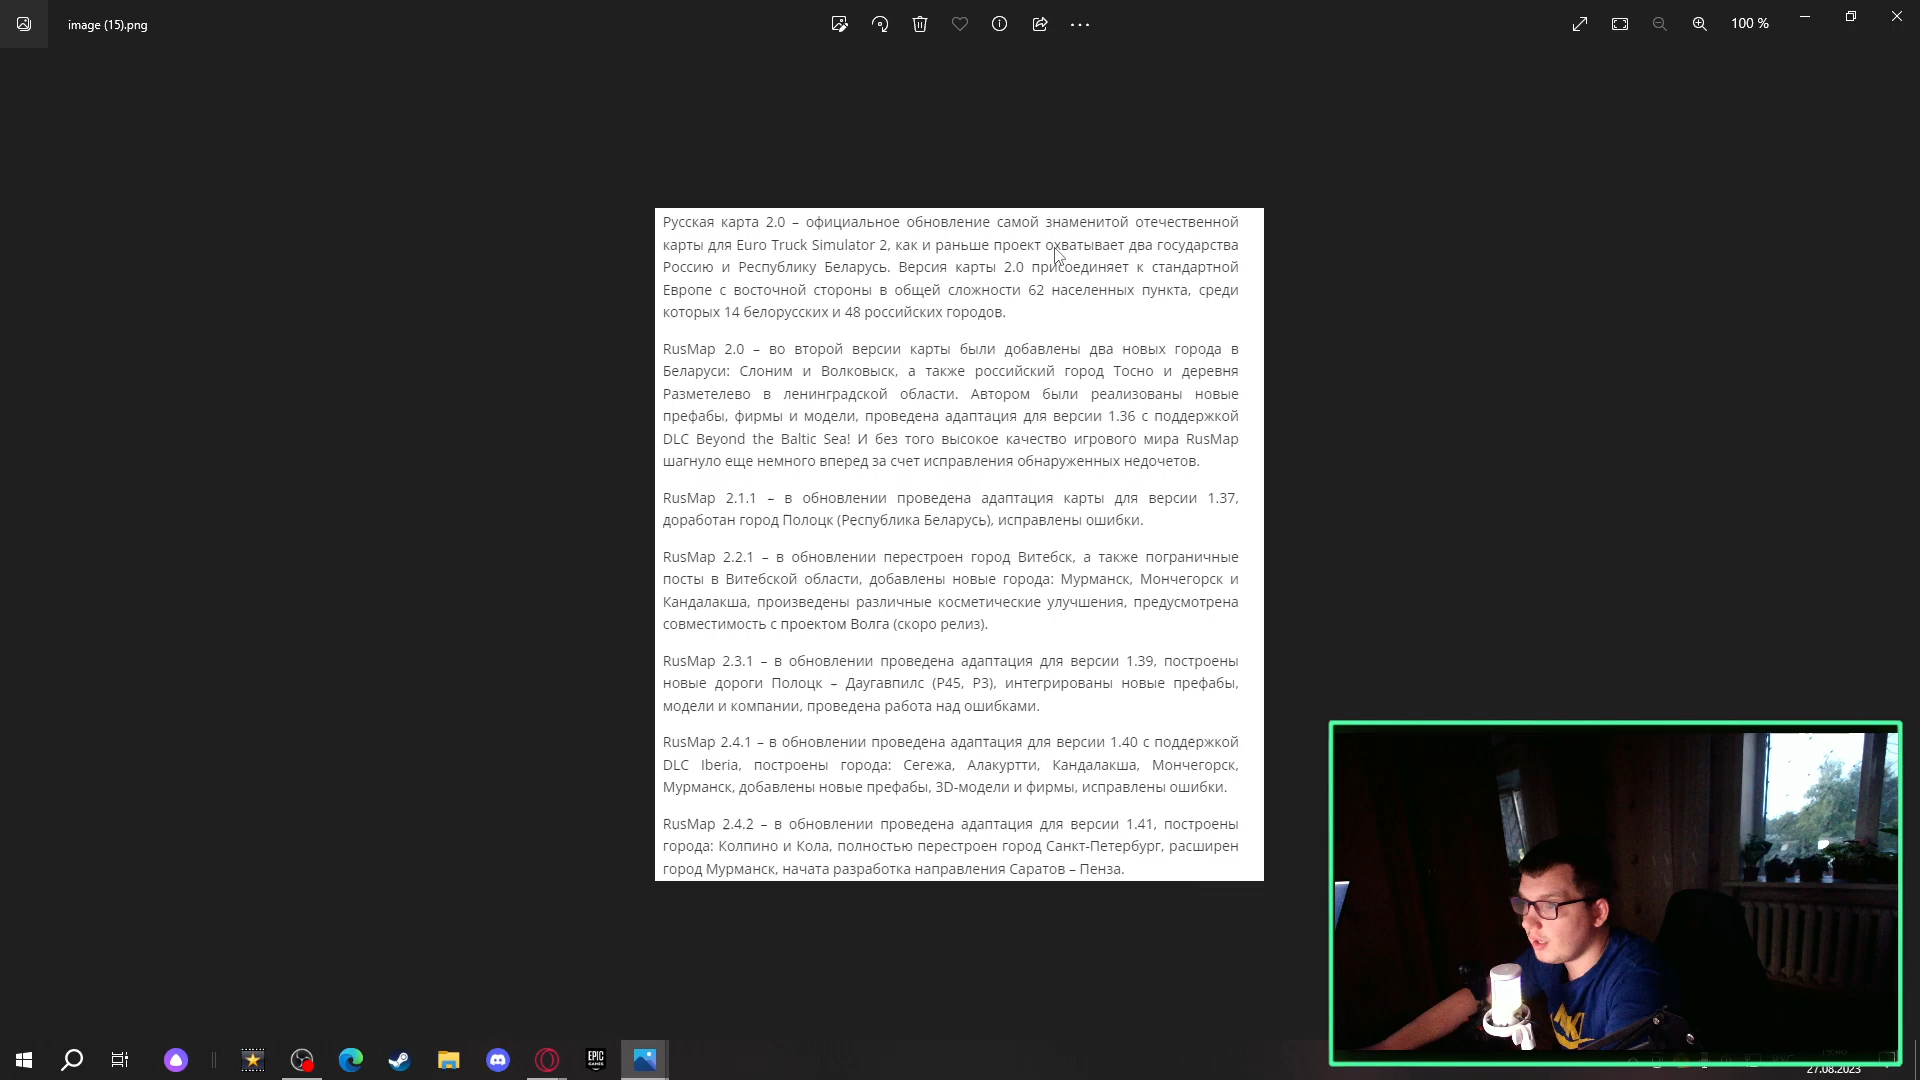 image (15).png
100 %
Русская карта 2.0 – официальное обновление самой знаменитой отечественной
карты для Euro Truck Simulator 2, как и раньше проект охватывает два государства
Россию и Республику Беларусь. Версия карты 2.0 присоединяет к стандартной
Европе с восточной стороны в общей сложности 62 населенных пункта, среди
которых 14 белорусских и 48 российских городов.
RusMap 2.0 – во второй версии карты были добавлены два новых города в
Беларуси: Слоним и Волковыск, а также российский город Тосно и деревня
Разметелево в ленинградской области. Автором были реализованы новые
префабы, фирмы и модели, проведена адаптация для версии 1.36 с поддержкой
DLC Beyond the Baltic Sea! И без того высокое качество игрового мира RusMap
шагнуло еще немного вперед за счет исправления обнаруженных недочетов.
RusMap 2.1.1 – в обновлении проведена адаптация карты для версии 1.37,
доработан город Полоцк (Республика Беларусь), исправлены ошибки.
RusMap 2.2.1 – в обновлении перестроен город Витебск, а также пограничные
посты в Витебской области, добавлены новые города: Мурманск, Мончегорск и
Кандалакша, произведены различные косметические улучшения, предусмотрена
совместимость с проектом Волга (скоро релиз).
RusMap 2.3.1 – в обновлении проведена адаптация для версии 1.39, построены
новые дороги Полоцк – Даугавпилс (Р45, Р3), интегрированы новые префабы,
модели и компании, проведена работа над ошибками.
RusMap 2.4.1 – в обновлении проведена адаптация для версии 1.40 с поддержкой
DLC Iberia, построены города: Сегежа, Алакуртти, Кандалакша, Мончегорск,
Мурманск, добавлены новые префабы, 3D-модели и фирмы, исправлены ошибки.
RusMap 2.4.2 – в обновлении проведена адаптация для версии 1.41, построены
города: Колпино и Кола, полностью перестроен город Санкт-Петербург, расширен
город Мурманск, начата разработка направления Саратов – Пенза.
EPIC
GAMES
27.08.2023